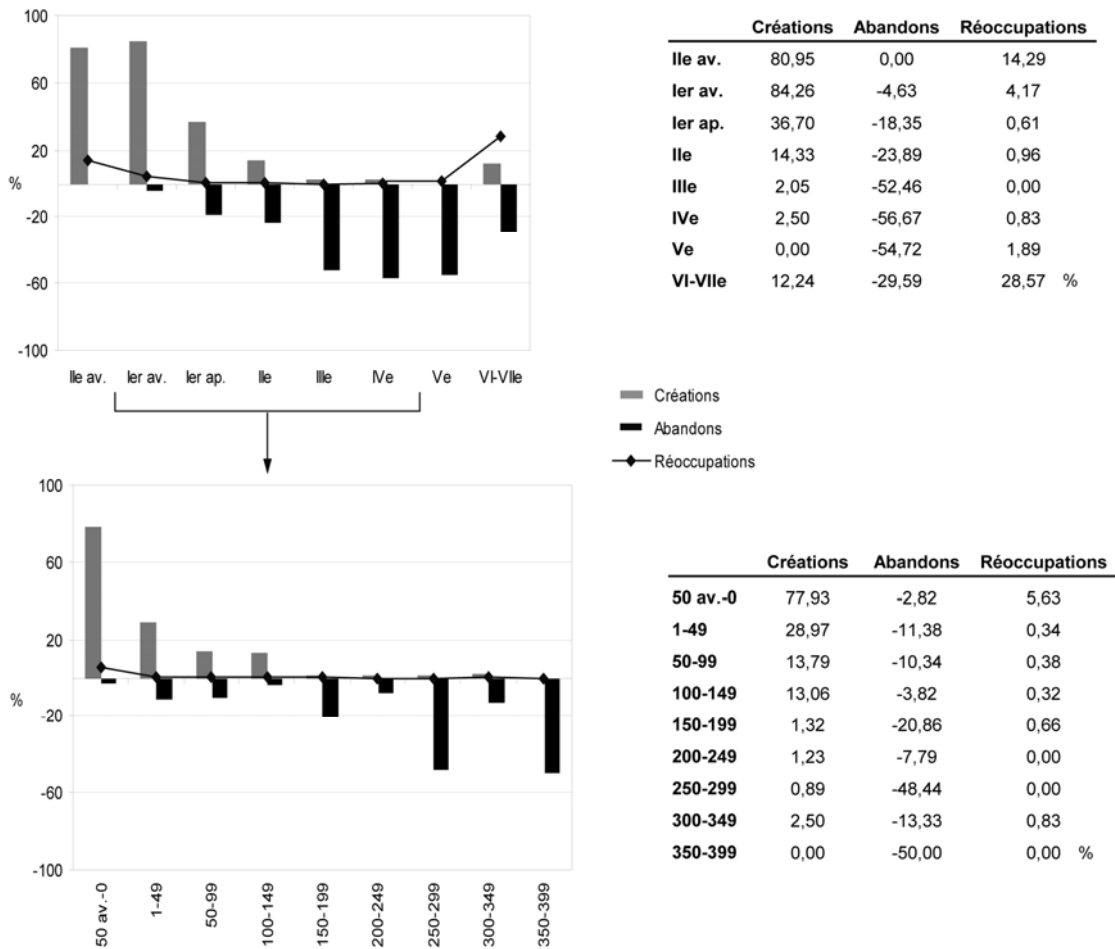 100
60
20
%
-20
-60
-100
IIe av. Ier av. Ier ap. IIe IIIe IVe Ve VI-VIIe
Créations Abandons Réoccupations
IIe av. 80,95 0,00 14,29
Ier av. 84,26 -4,63 4,17
Ier ap. 36,70 -18,35 0,61
IIe 14,33 -23,89 0,96
IIIe 2,05 -52,46 0,00
IVe 2,50 -56,67 0,83
Ve 0,00 -54,72 1,89
VI-VIIe 12,24 -29,59 28,57 %
Créations
Abandons
Réoccupations
100
60
20
%
-20
-60
-100
50 av.-0 1-49 50-99 100-149 150-199 200-249 250-299 300-349 350-399
Créations Abandons Réoccupations
50 av.-0 77,93 -2,82 5,63
1-49 28,97 -11,38 0,34
50-99 13,79 -10,34 0,38
100-149 13,06 -3,82 0,32
150-199 1,32 -20,86 0,66
200-249 1,23 -7,79 0,00
250-299 0,89 -48,44 0,00
300-349 2,50 -13,33 0,83
350-399 0,00 -50,00 0,00 %